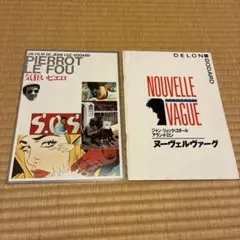 UN FILM DE JEAN-LUC GODARD
PIERROT
LE FOU
気狂いピエロ
S.O.S
DELON GODARD
NOUVELLE
VAGUE
ジャン=リュック・ゴダール
アラン・ドロン
ヌーヴェルヴァーグ